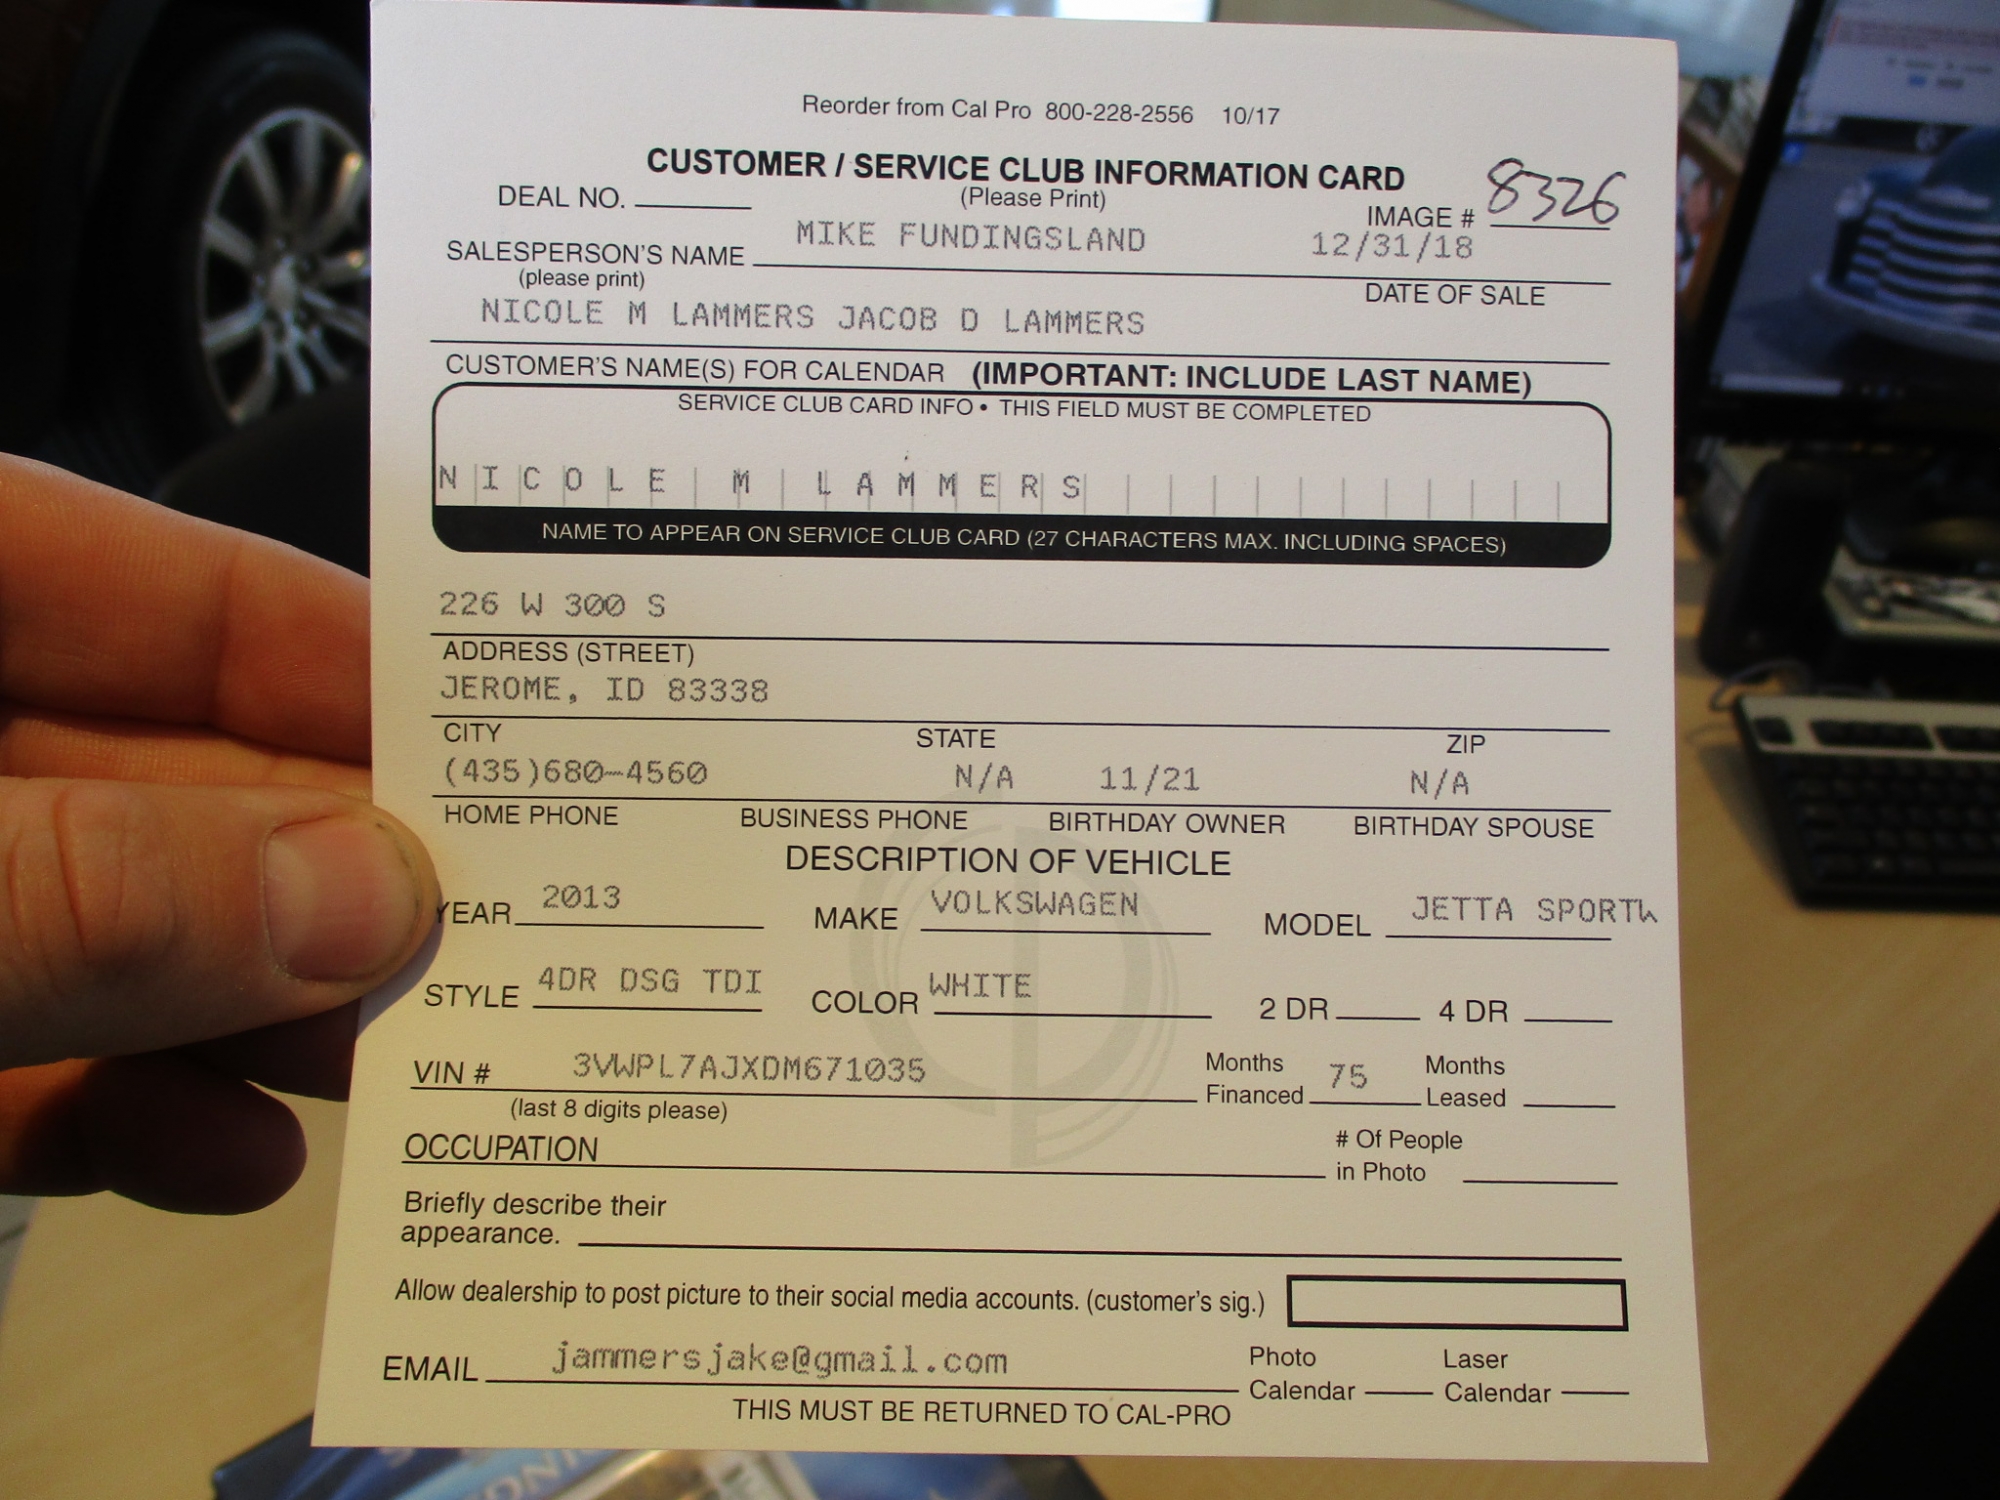 Reorder from Cal Pro 800-228-2556 10/17
CUSTOMER / SERVICE CLUB INFORMATION CARD
DEAL NO. (Please Print) IMAGE # 8326
SALESPERSON'S NAME MIKE FUNDINGSLAND 12/31/18
(please print) DATE OF SALE
NICOLE M LAMMERS JACOB D LAMMERS
CUSTOMER'S NAME(S) FOR CALENDAR (IMPORTANT: INCLUDE LAST NAME)
SERVICE CLUB CARD INFO • THIS FIELD MUST BE COMPLETED
NICOLE M LAMMERS
NAME TO APPEAR ON SERVICE CLUB CARD (27 CHARACTERS MAX. INCLUDING SPACES)
226 W 300 S
ADDRESS (STREET)
JEROME, ID 83338
CITY STATE ZIP
(435)680-4560 N/A 11/21 N/A
HOME PHONE BUSINESS PHONE BIRTHDAY OWNER BIRTHDAY SPOUSE
DESCRIPTION OF VEHICLE
YEAR 2013 MAKE VOLKSWAGEN MODEL JETTA SPORTW
STYLE 4DR DSG TDI COLOR WHITE 2 DR 4 DR
VIN # 3VWPL7AJXDM671035 Months Financed 75 Months Leased
(last 8 digits please)
OCCUPATION # Of People in Photo
Briefly describe their
appearance.
Allow dealership to post picture to their social media accounts. (customer's sig.)
EMAIL jammersjake@gmail.com Photo Calendar Laser Calendar
THIS MUST BE RETURNED TO CAL-PRO